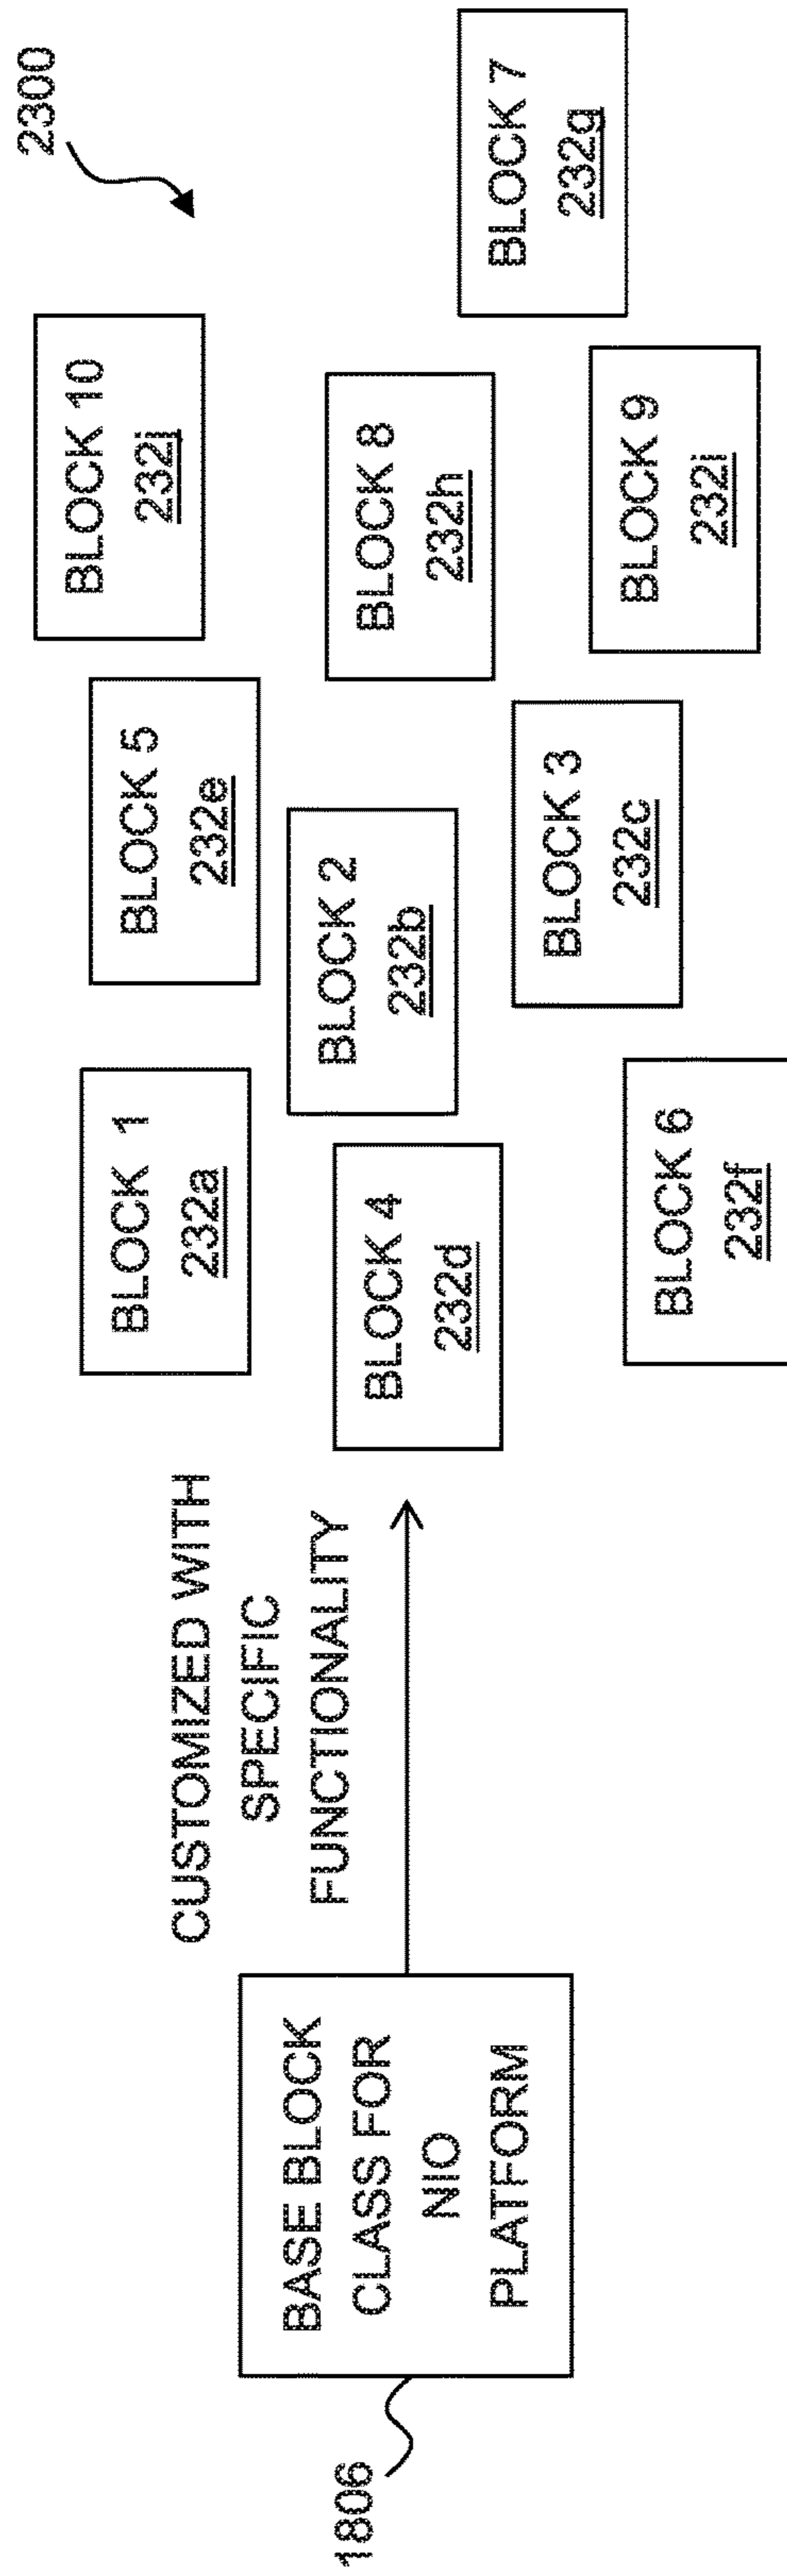 2300
1806
BASE BLOCK
CLASS FOR
NIO
PLATFORM
CUSTOMIZED WITH
SPECIFIC
FUNCTIONALITY
BLOCK 1
232a
BLOCK 4
232d
BLOCK 6
232f
BLOCK 5
232e
BLOCK 2
232b
BLOCK 3
232c
BLOCK 10
232j
BLOCK 8
232h
BLOCK 9
232i
BLOCK 7
232g